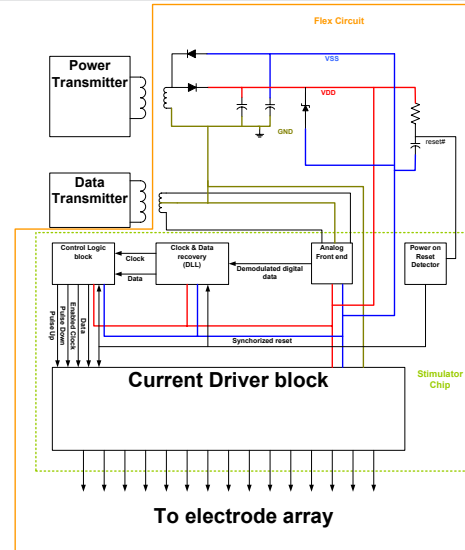 Flex Circuit
Power
Transmitter
VSS
VDD
GND
reset#
Data
Transmitter
Control Logic
block
Clock
Data
Clock & Data
recovery
(DLL)
Demodulated digital
data
Analog
Front end
Power on
Reset
Detector
Pulse Up
Pulse Down
Enabled Clock
Data
Synchorized reset
Current Driver block
Stimulator
Chip
To electrode array